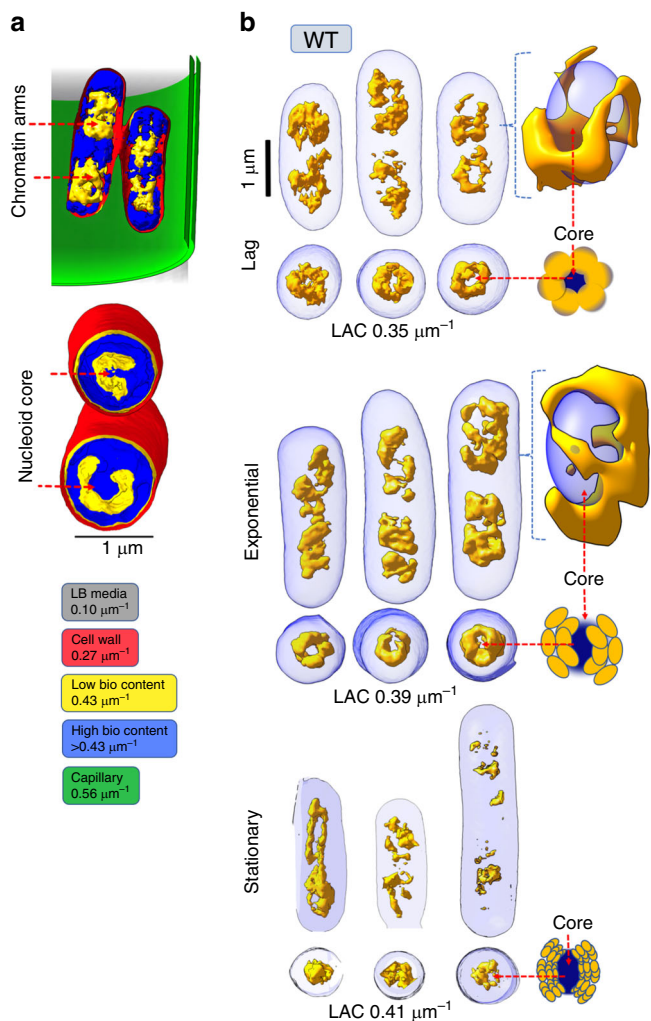 a
Chromatin arms
Nucleoid core
1 μm
LB media
0.10 μm⁻¹
Cell wall
0.27 μm⁻¹
Low bio content
0.43 μm⁻¹
High bio content
>0.43 μm⁻¹
Capillary
0.56 μm⁻¹
b
WT
1 μm
Lag
Core
LAC 0.35 μm⁻¹
Exponential
Core
LAC 0.39 μm⁻¹
Stationary
Core
LAC 0.41 μm⁻¹